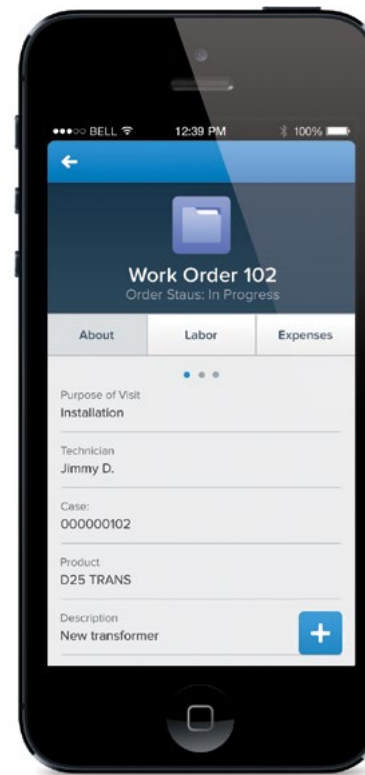 BELL 12:39 PM 100%
Work Order 102
Order Staus: In Progress
About Labor Expenses
Purpose of Visit
Installation
Technician
Jimmy D.
Case:
000000102
Product
D25 TRANS
Description
New transformer
+